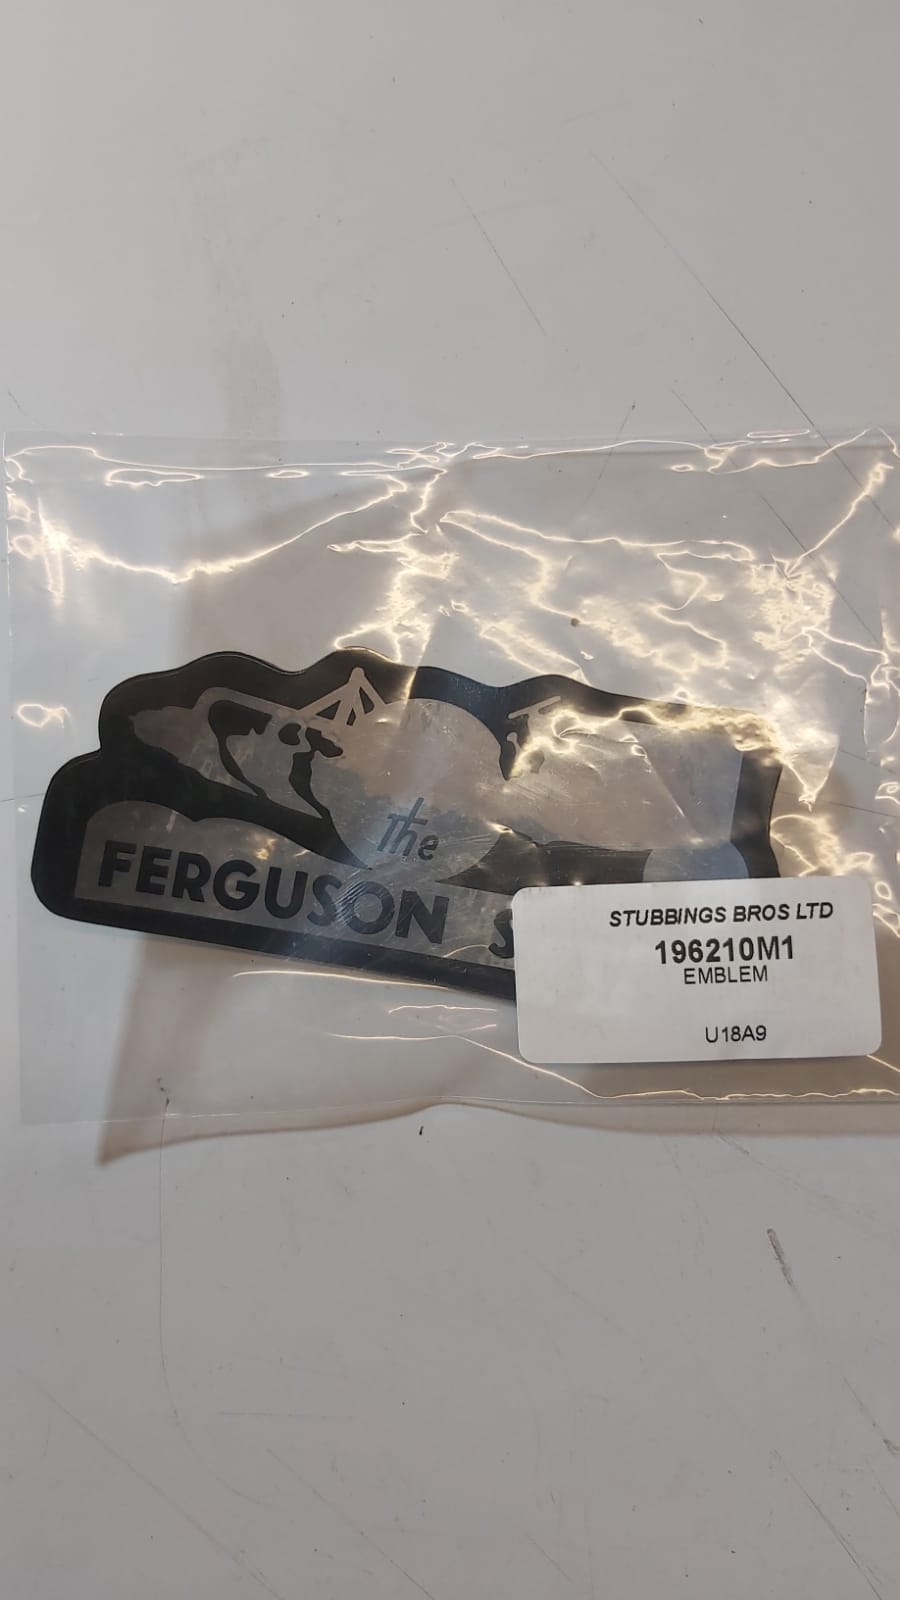 the
FERGUSON S
STUBBINGS BROS LTD
196210M1
EMBLEM
U18A9